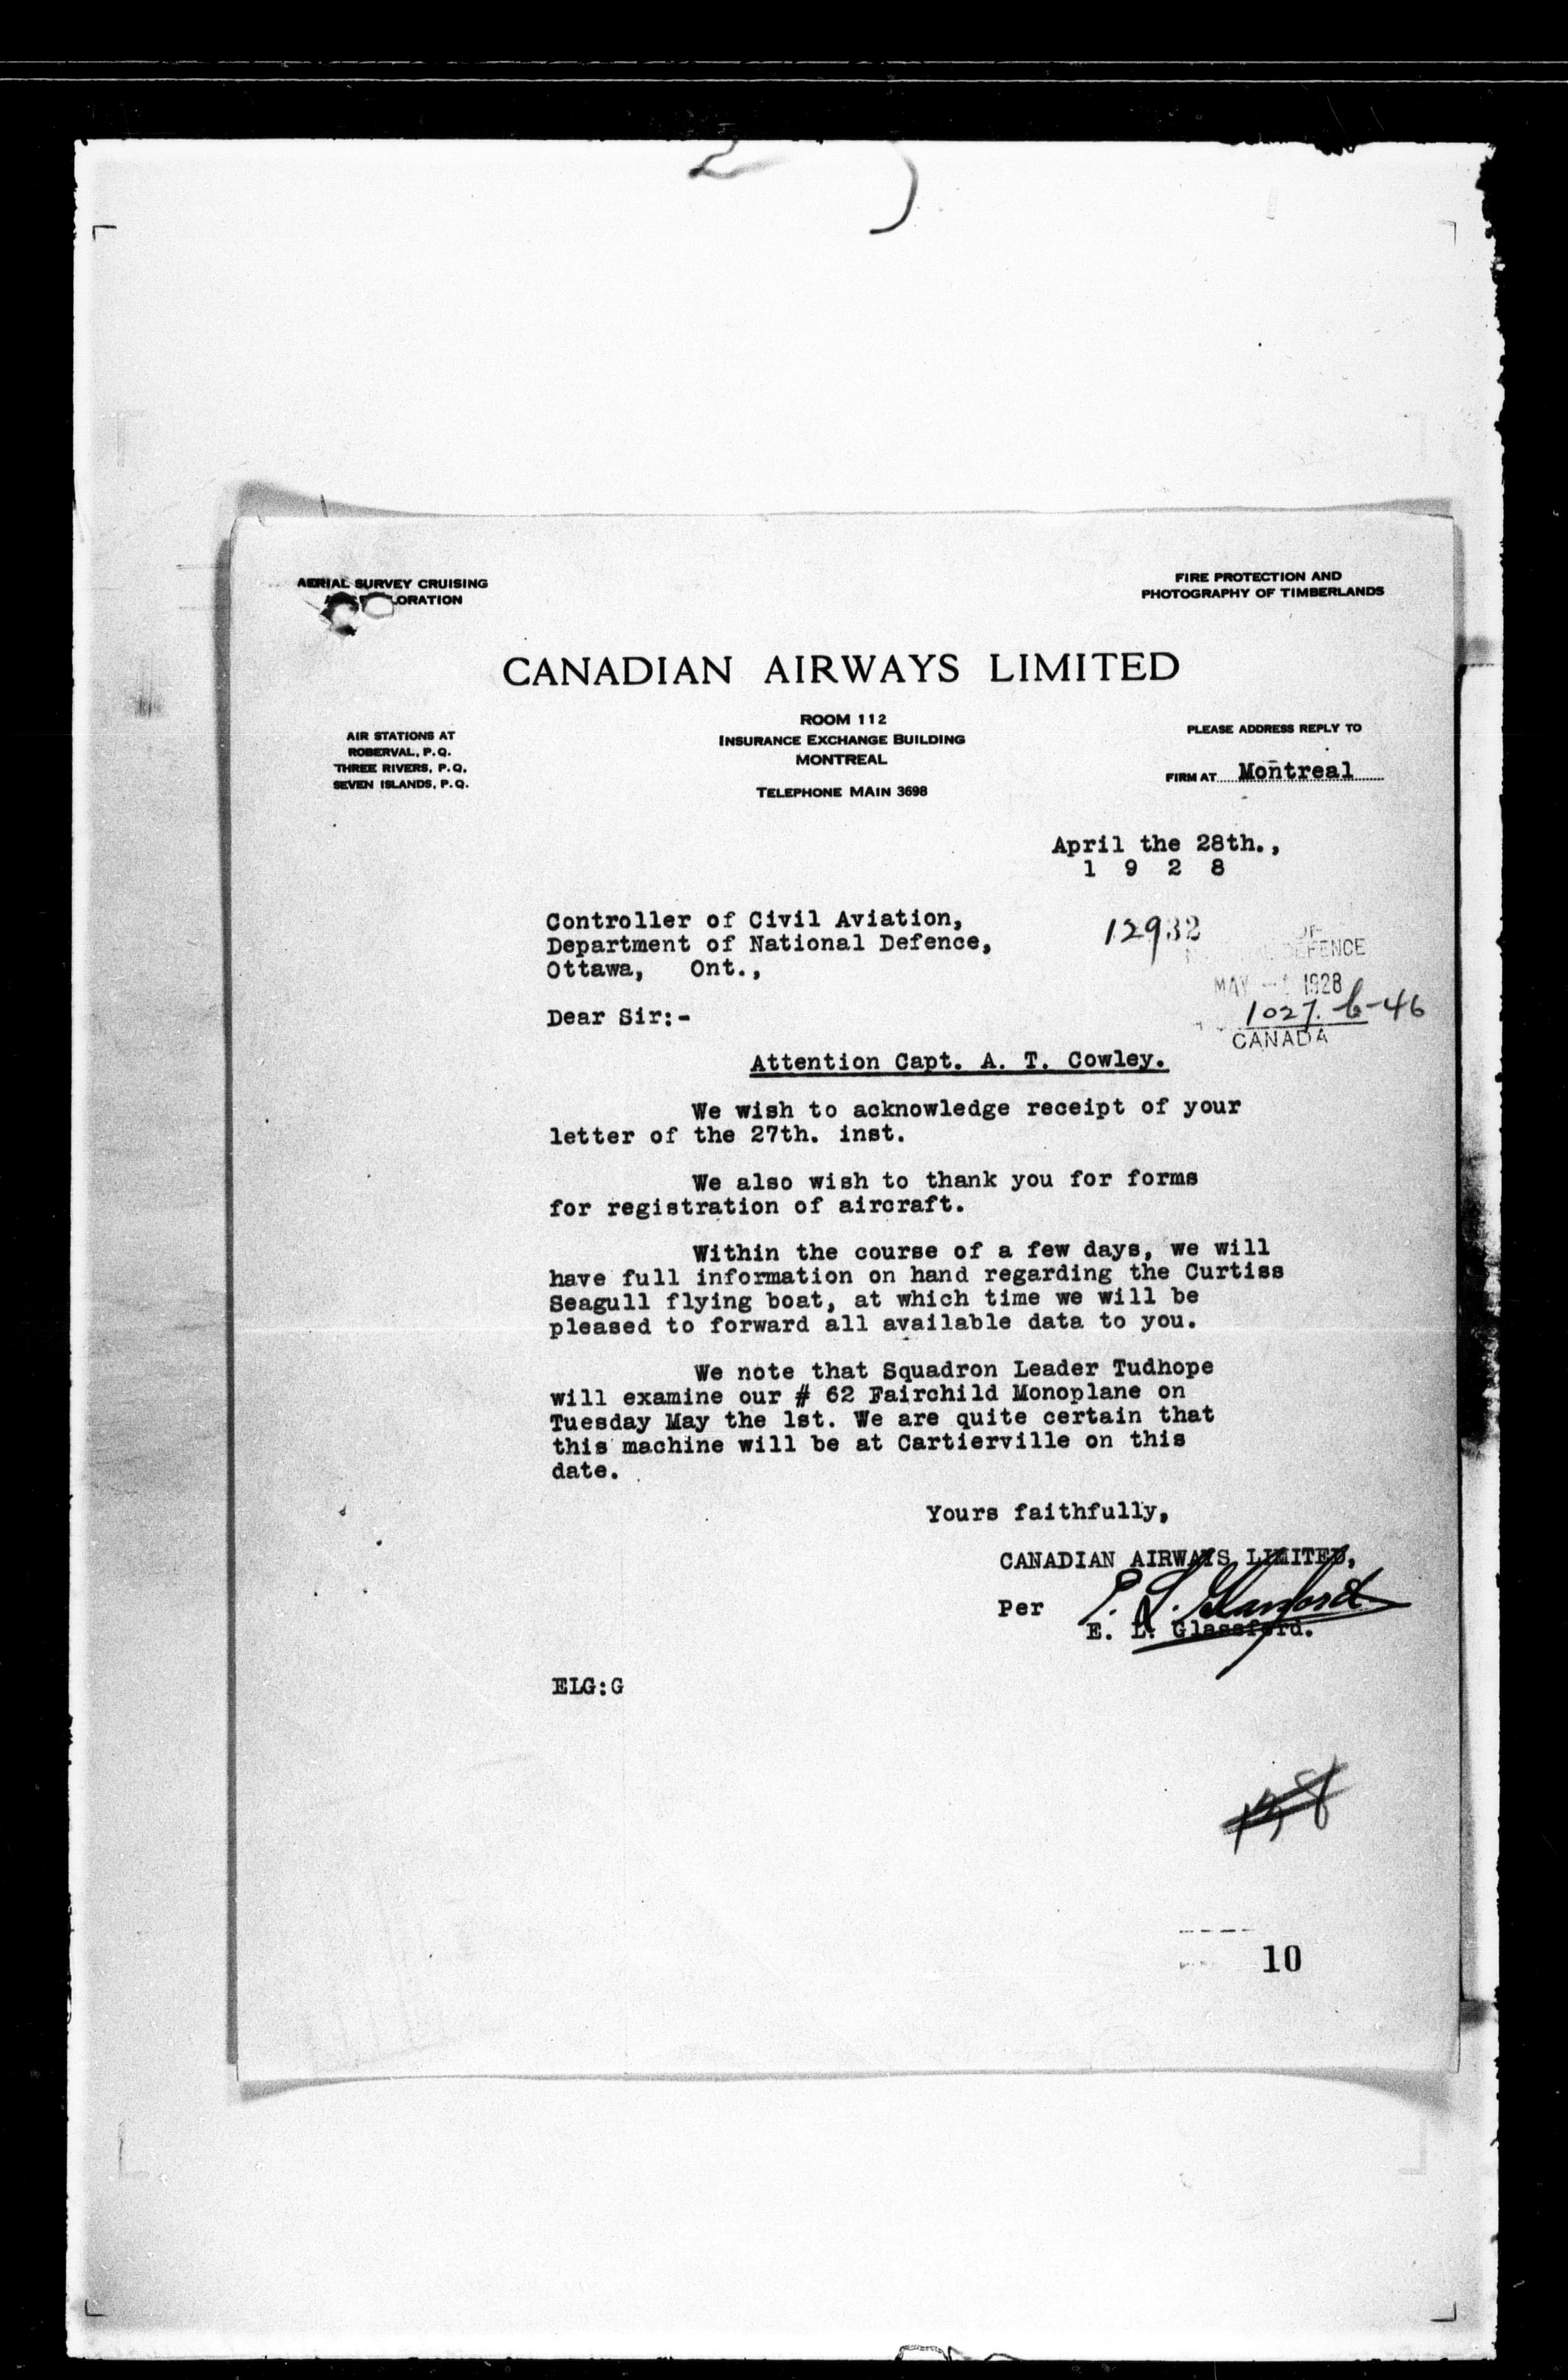 AERIAL SURVEY CRUISING
FIRE PROTECTION AND
PHOTOGRAPHY OF TIMBERLANDS
CANADIAN AIRWAYS LIMITED
AIR STATIONS AT
ROBERVAL, P.Q.
THREE RIVERS, P.Q.
SEVEN ISLANDS, P.Q.
ROOM 112
INSURANCE EXCHANGE BUILDING
MONTREAL
TELEPHONE MAIN 3698
PLEASE ADDRESS REPLY TO
FIRM AT Montreal
April the 28th.,
1 9 2 8
Controller of Civil Aviation,
Department of National Defence,
Ottawa, Ont.,
12932
DEFENCE
MAY 1928
1027.
CANADA
Dear Sir:-
Attention Capt. A. T. Cowley.
We wish to acknowledge receipt of your
letter of the 27th. inst.
We also wish to thank you for forms
for registration of aircraft.
Within the course of a few days, we will
have full information on hand regarding the Curtiss
Seagull flying boat, at which time we will be
pleased to forward all available data to you.
We note that Squadron Leader Tudhope
will examine our # 62 Fairchild Monoplane on
Tuesday May the 1st. We are quite certain that
this machine will be at Cartierville on this
date.
Yours faithfully,
CANADIAN AIRWAYS LIMITED,
Per
E. L. Glassford.
ELG:G
10